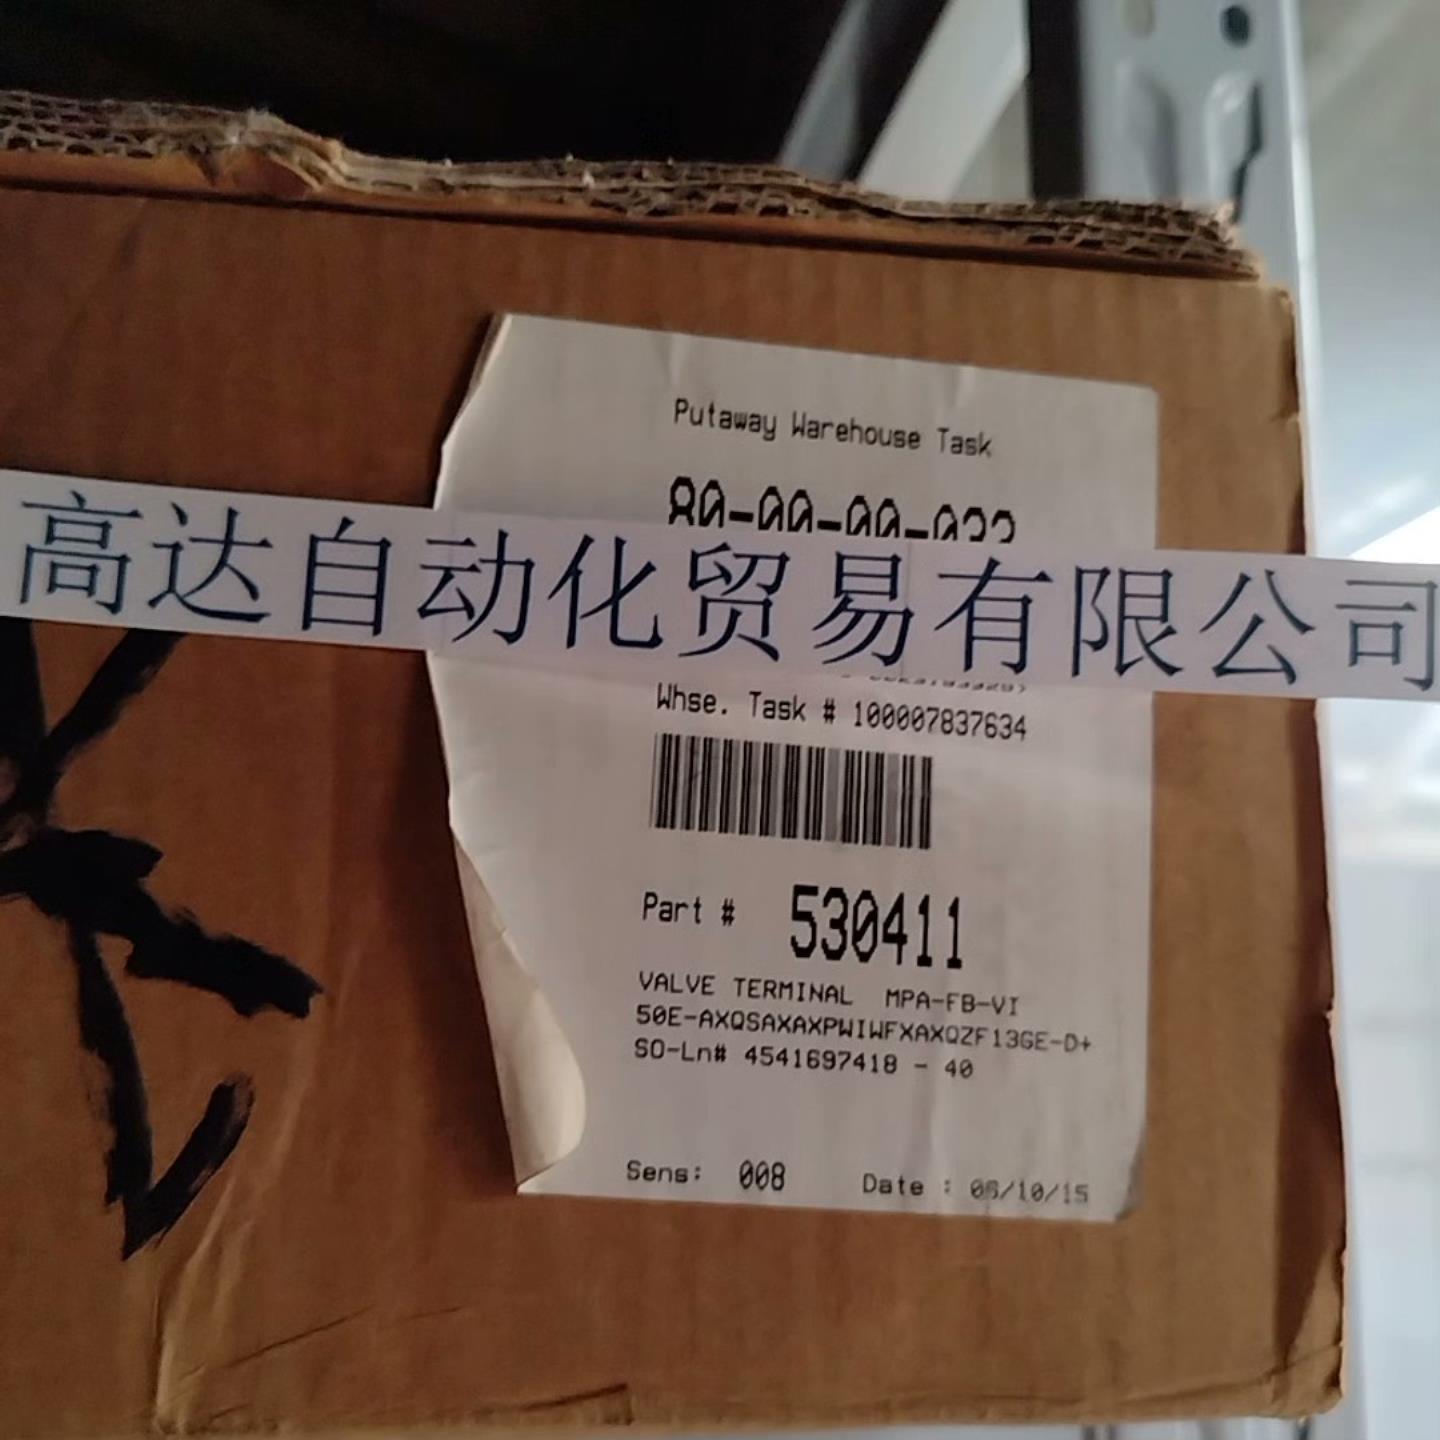 Putaway Warehouse Task
高达自动化贸易有限公司
Whse. Task # 100007837634
Part # 530411
VALVE TERMINAL MPA-FB-VI
50E-AXQSAXAXPWIWFXAXQZF13GE-D+
SO-Ln# 4541697418 - 40
Sens: 008 Date : 06/10/15